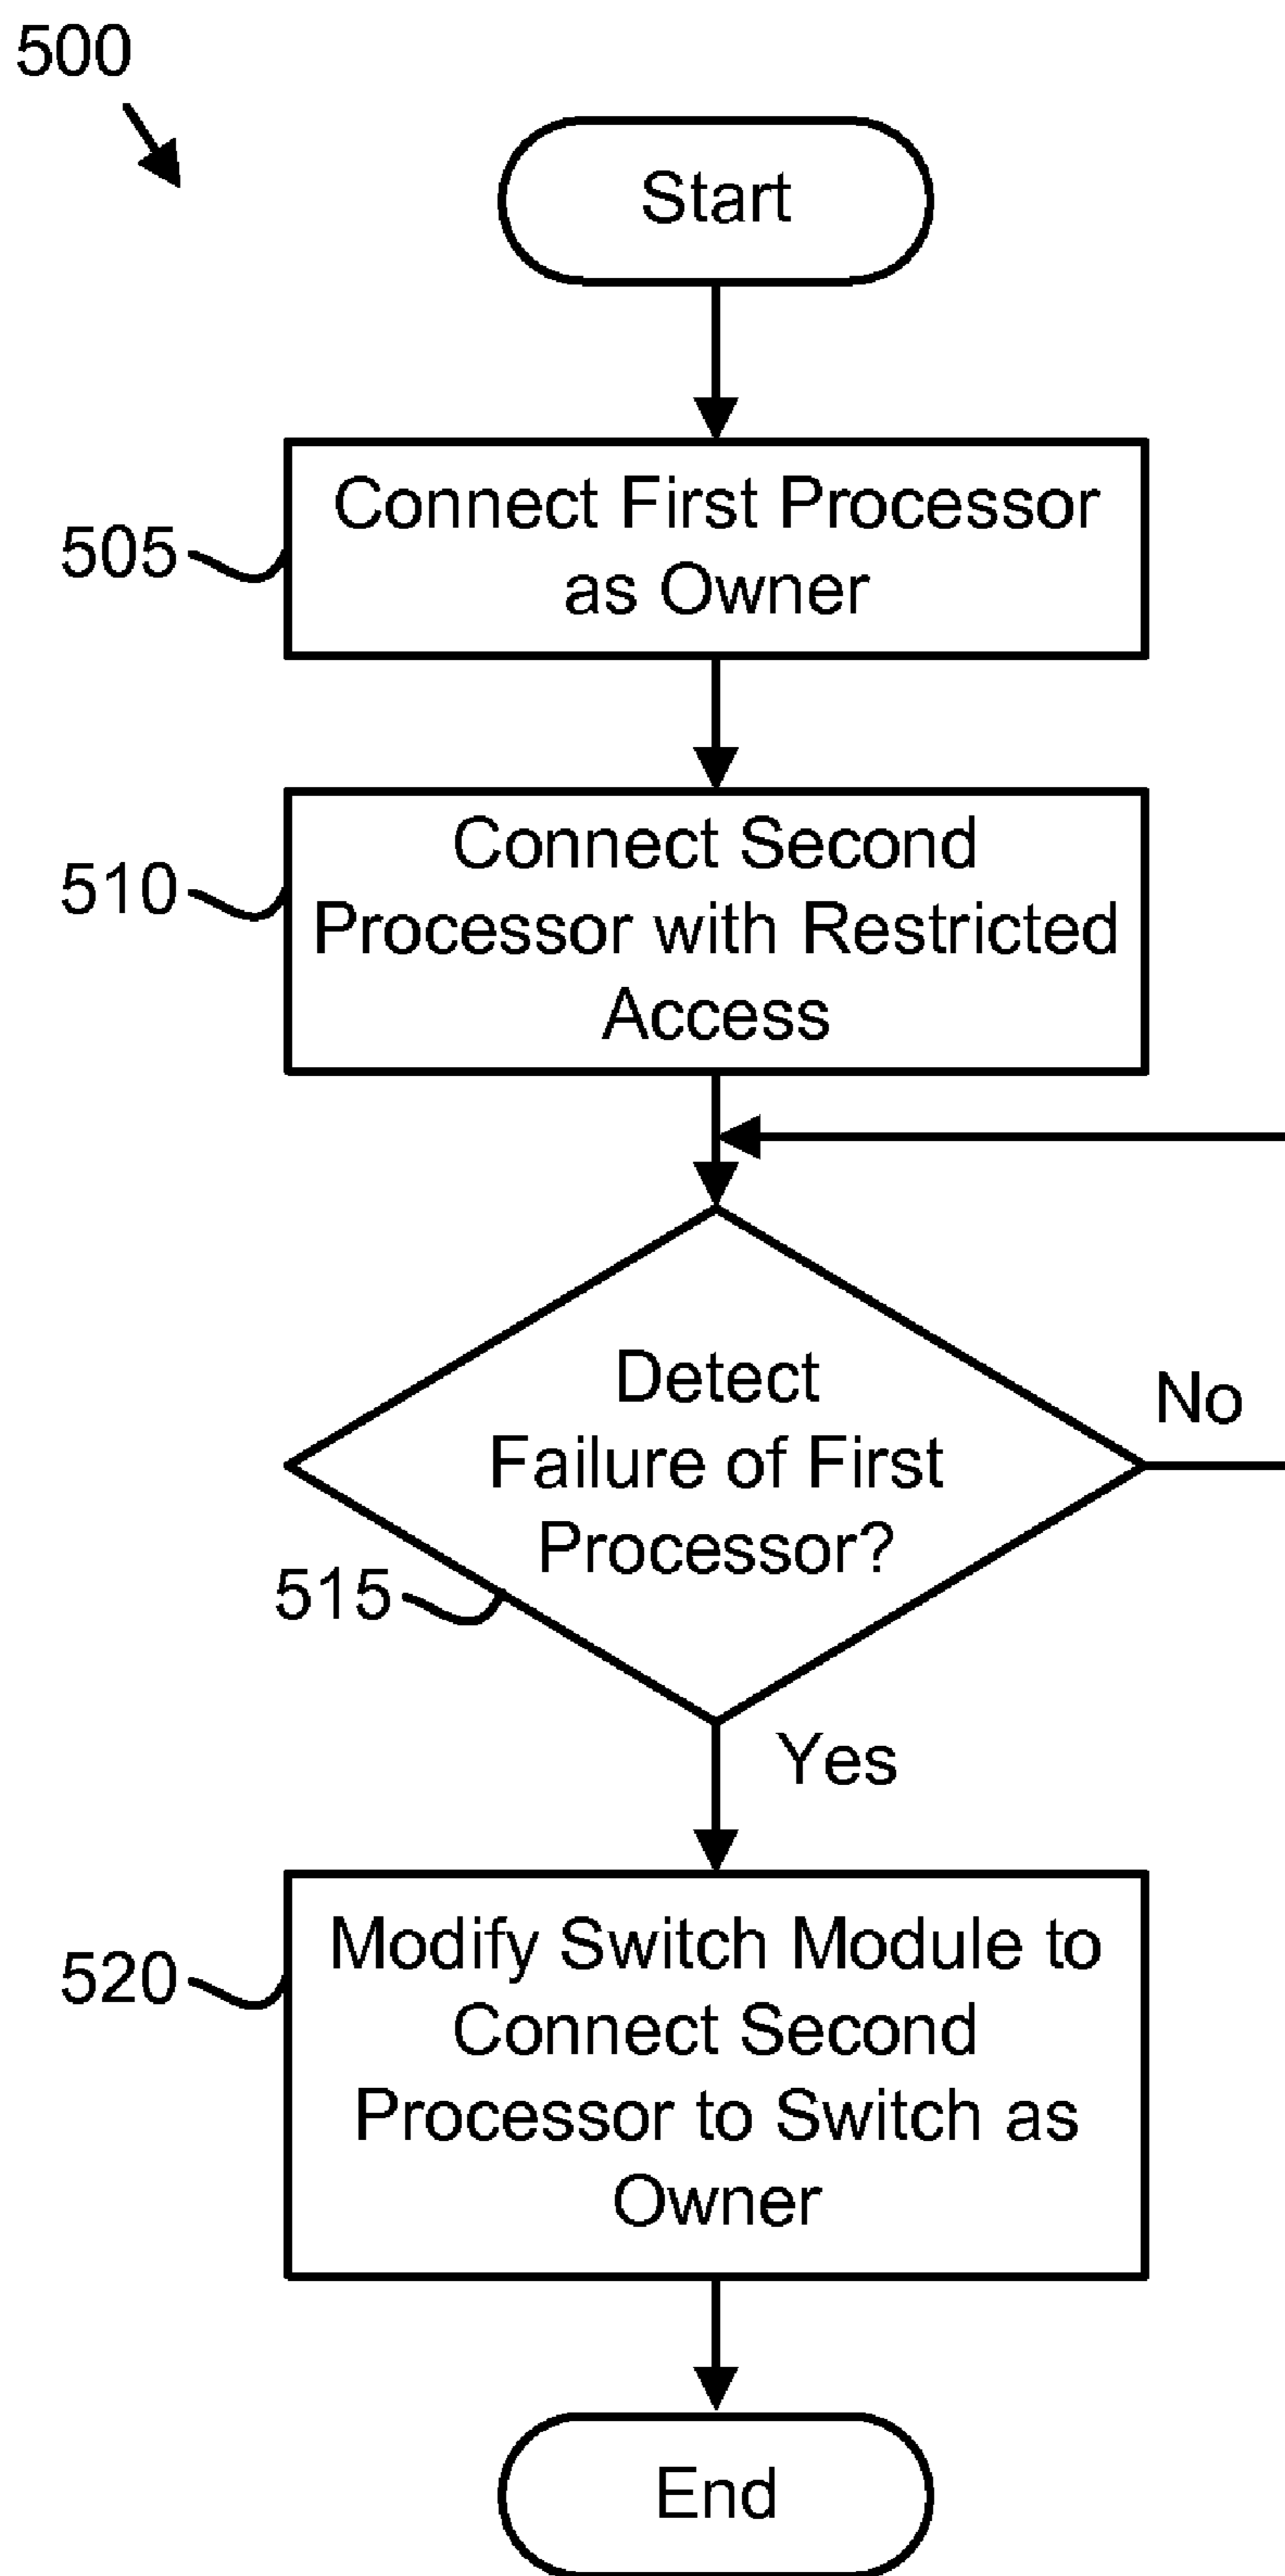 500
Start
505
Connect First Processor
as Owner
510
Connect Second
Processor with Restricted
Access
Detect
Failure of First
Processor?
No
515
Yes
520
Modify Switch Module to
Connect Second
Processor to Switch as
Owner
End